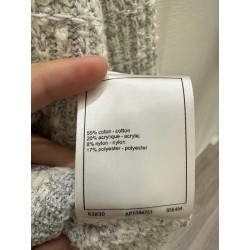 55% coton - cotton
20% acrylique - acrylic
8% nylon - nylon
17% polyester - polyester